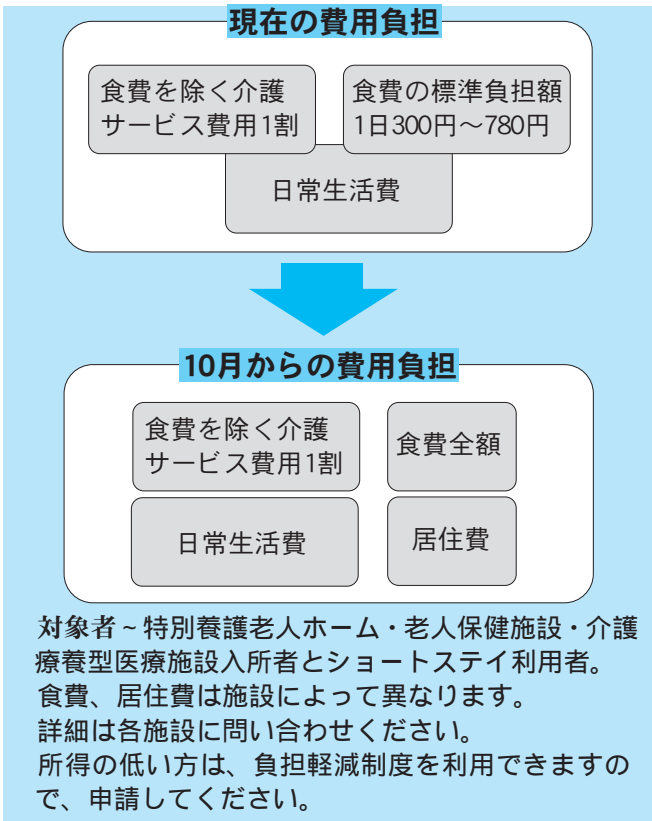 現在の費用負担
食費を除く介護
サービス費用1割
食費の標準負担額
1日300円～780円
日常生活費
10月からの費用負担
食費を除く介護
サービス費用1割
食費全額
日常生活費
居住費
対象者～特別養護老人ホーム・老人保健施設・介護
療養型医療施設入所者とショートステイ利用者。
食費、居住費は施設によって異なります。
詳細は各施設に問い合わせください。
所得の低い方は、負担軽減制度を利用できますの
で、申請してください。